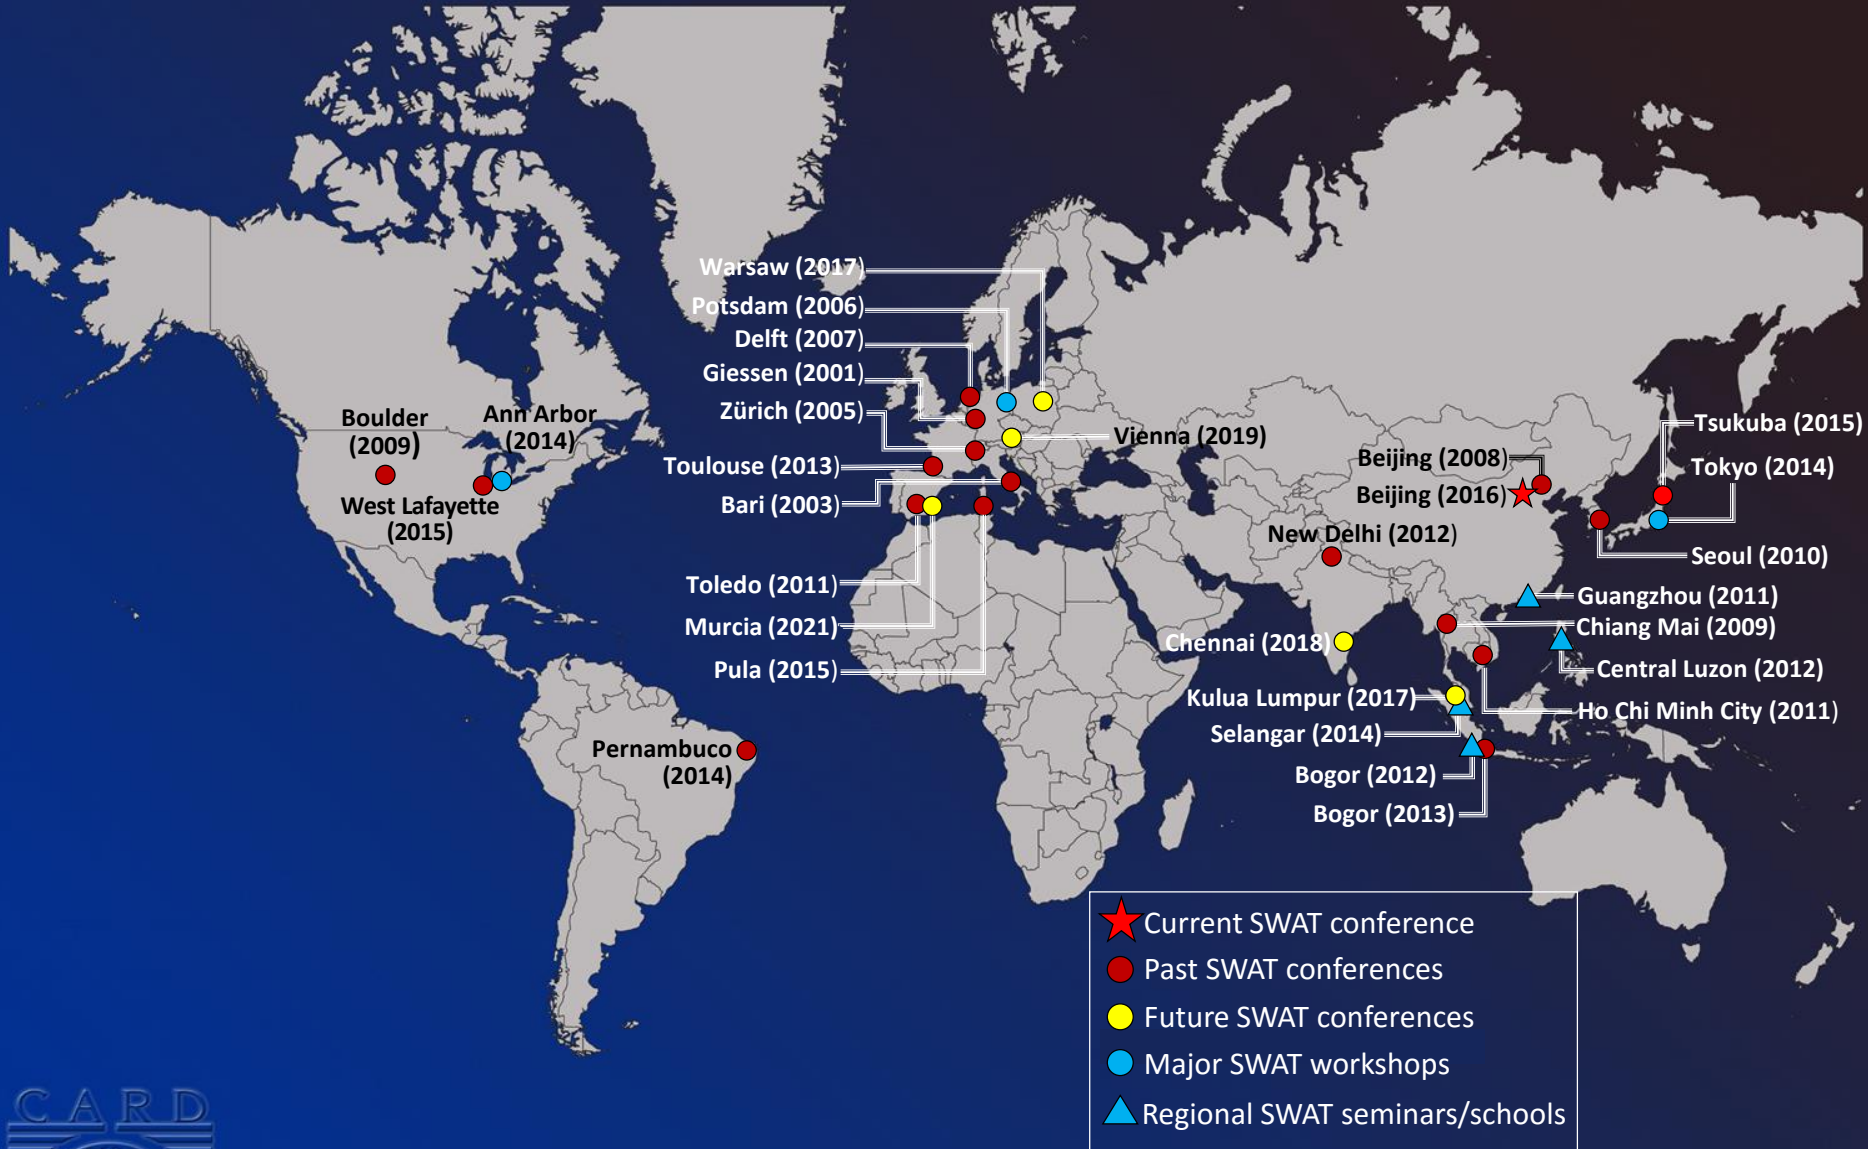 Warsaw (2017)
Potsdam (2006)
Delft (2007)
Giessen (2001)
Zürich (2005)
Toulouse (2013)
Bari (2003)
Toledo (2011)
Murcia (2021)
Pula (2015)
Vienna (2019)
Boulder
(2009)
Ann Arbor
(2014)
West Lafayette
(2015)
Pernambuco
(2014)
Beijing (2008)
Beijing (2016)
New Delhi (2012)
Chennai (2018)
Kulua Lumpur (2017)
Selangar (2014)
Bogor (2012)
Bogor (2013)
Tsukuba (2015)
Tokyo (2014)
Seoul (2010)
Guangzhou (2011)
Chiang Mai (2009)
Central Luzon (2012)
Ho Chi Minh City (2011)
Current SWAT conference
Past SWAT conferences
Future SWAT conferences
Major SWAT workshops
Regional SWAT seminars/schools
CARD